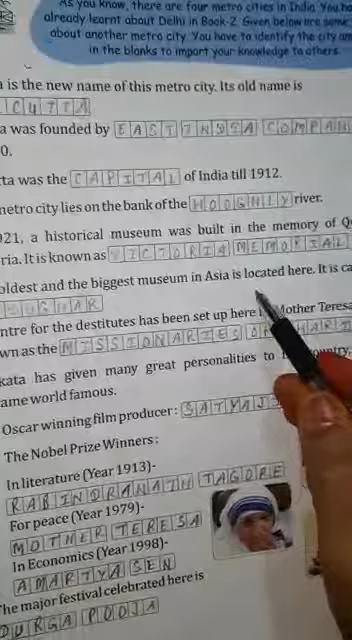 As you know, there are four metro cities in India. You
already learnt about Delhi in Book-2. Given below are some
about another metro city. You have to identify the city
in the blanks to import your knowledge to others.
is the new name of this metro city. Its old name is
CUTTA
a was founded by EAST INDIA COMPAN
0.
ta was the CAPITAL of India till 1912.
metro city lies on the bank of the HOOGHLY river.
921, a historical museum was built in the memory of Q
ria. It is known as VICTORIA MEMORIAL
oldest and the biggest museum in Asia is located here. It is ca
GHAR
ntre for the destitutes has been set up here Mother Teresa
wn as the MISSIONARIES OF CHARI
kata has given many great personalities to country,
ame world famous.
Oscar winning film producer : SATYAJ
The Nobel Prize Winners :
In literature (Year 1913)-
RABINDRANATH TAGORE
For peace (Year 1979)-
MOTHER TERESA
In Economics (Year 1998)-
AMARTYA SEN
The major festival celebrated here is
DURGA POOJA